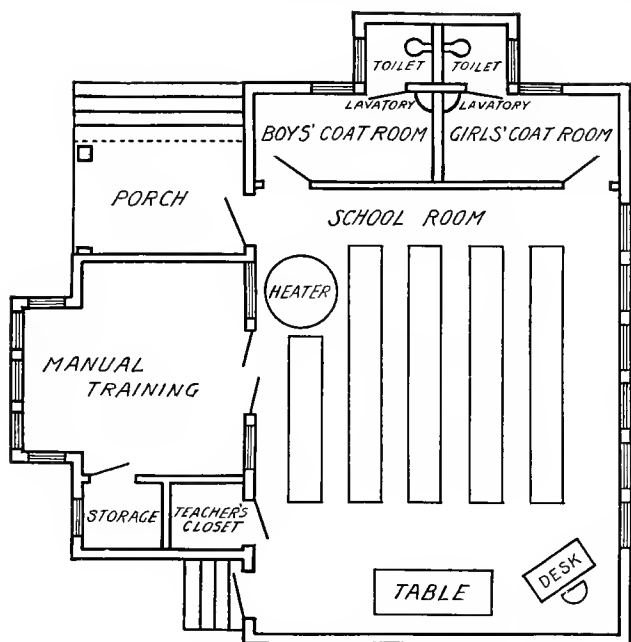 TOILET
TOILET
LAVATORY
LAVATORY
BOYS' COAT ROOM
GIRLS' COAT ROOM
PORCH
SCHOOL ROOM
HEATER
MANUAL
TRAINING
STORAGE
TEACHER'S
CLOSET
TABLE
DESK